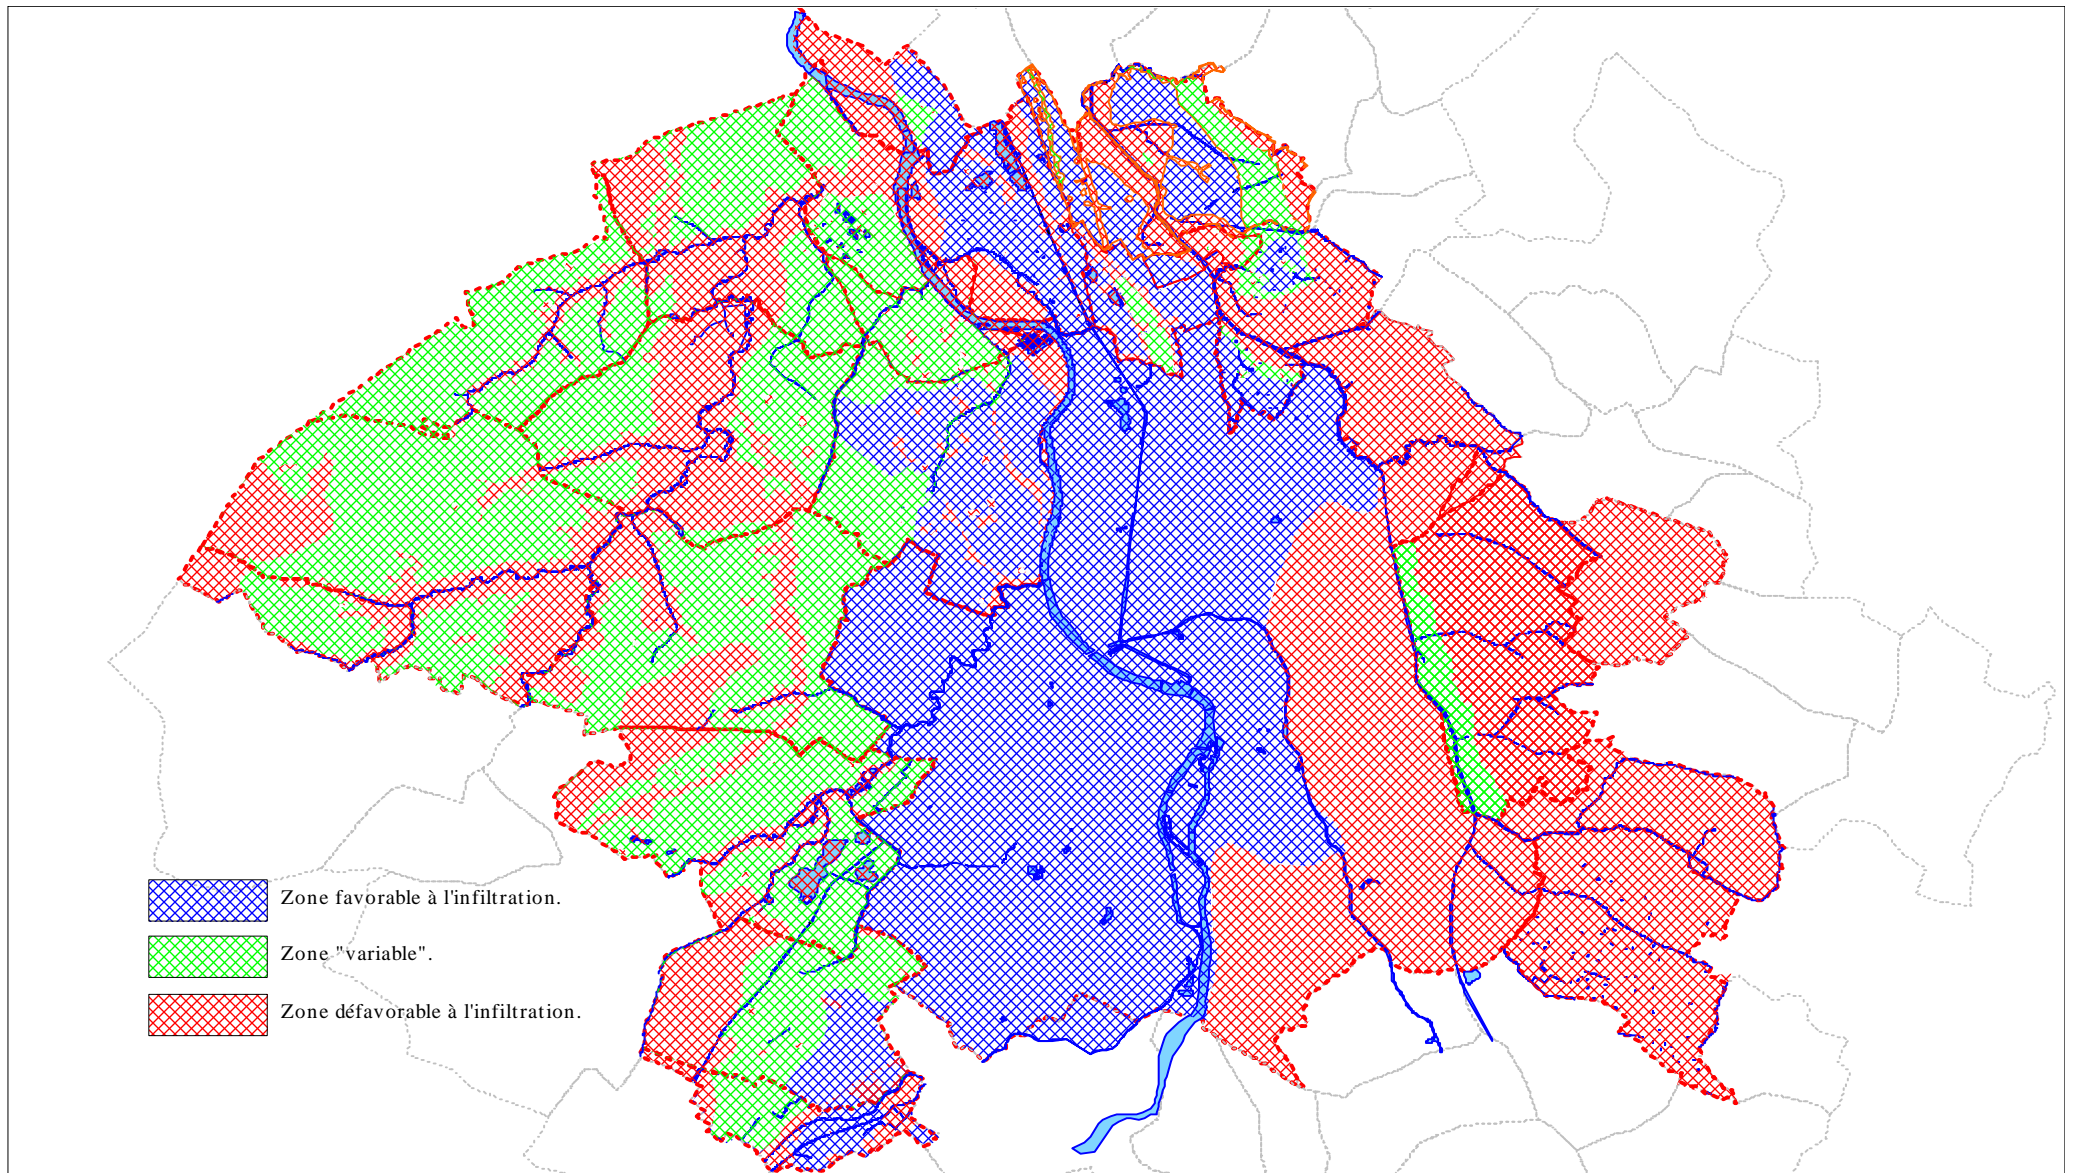 Zone favorable à l'infiltration.
Zone "variable".
Zone défavorable à l'infiltration.